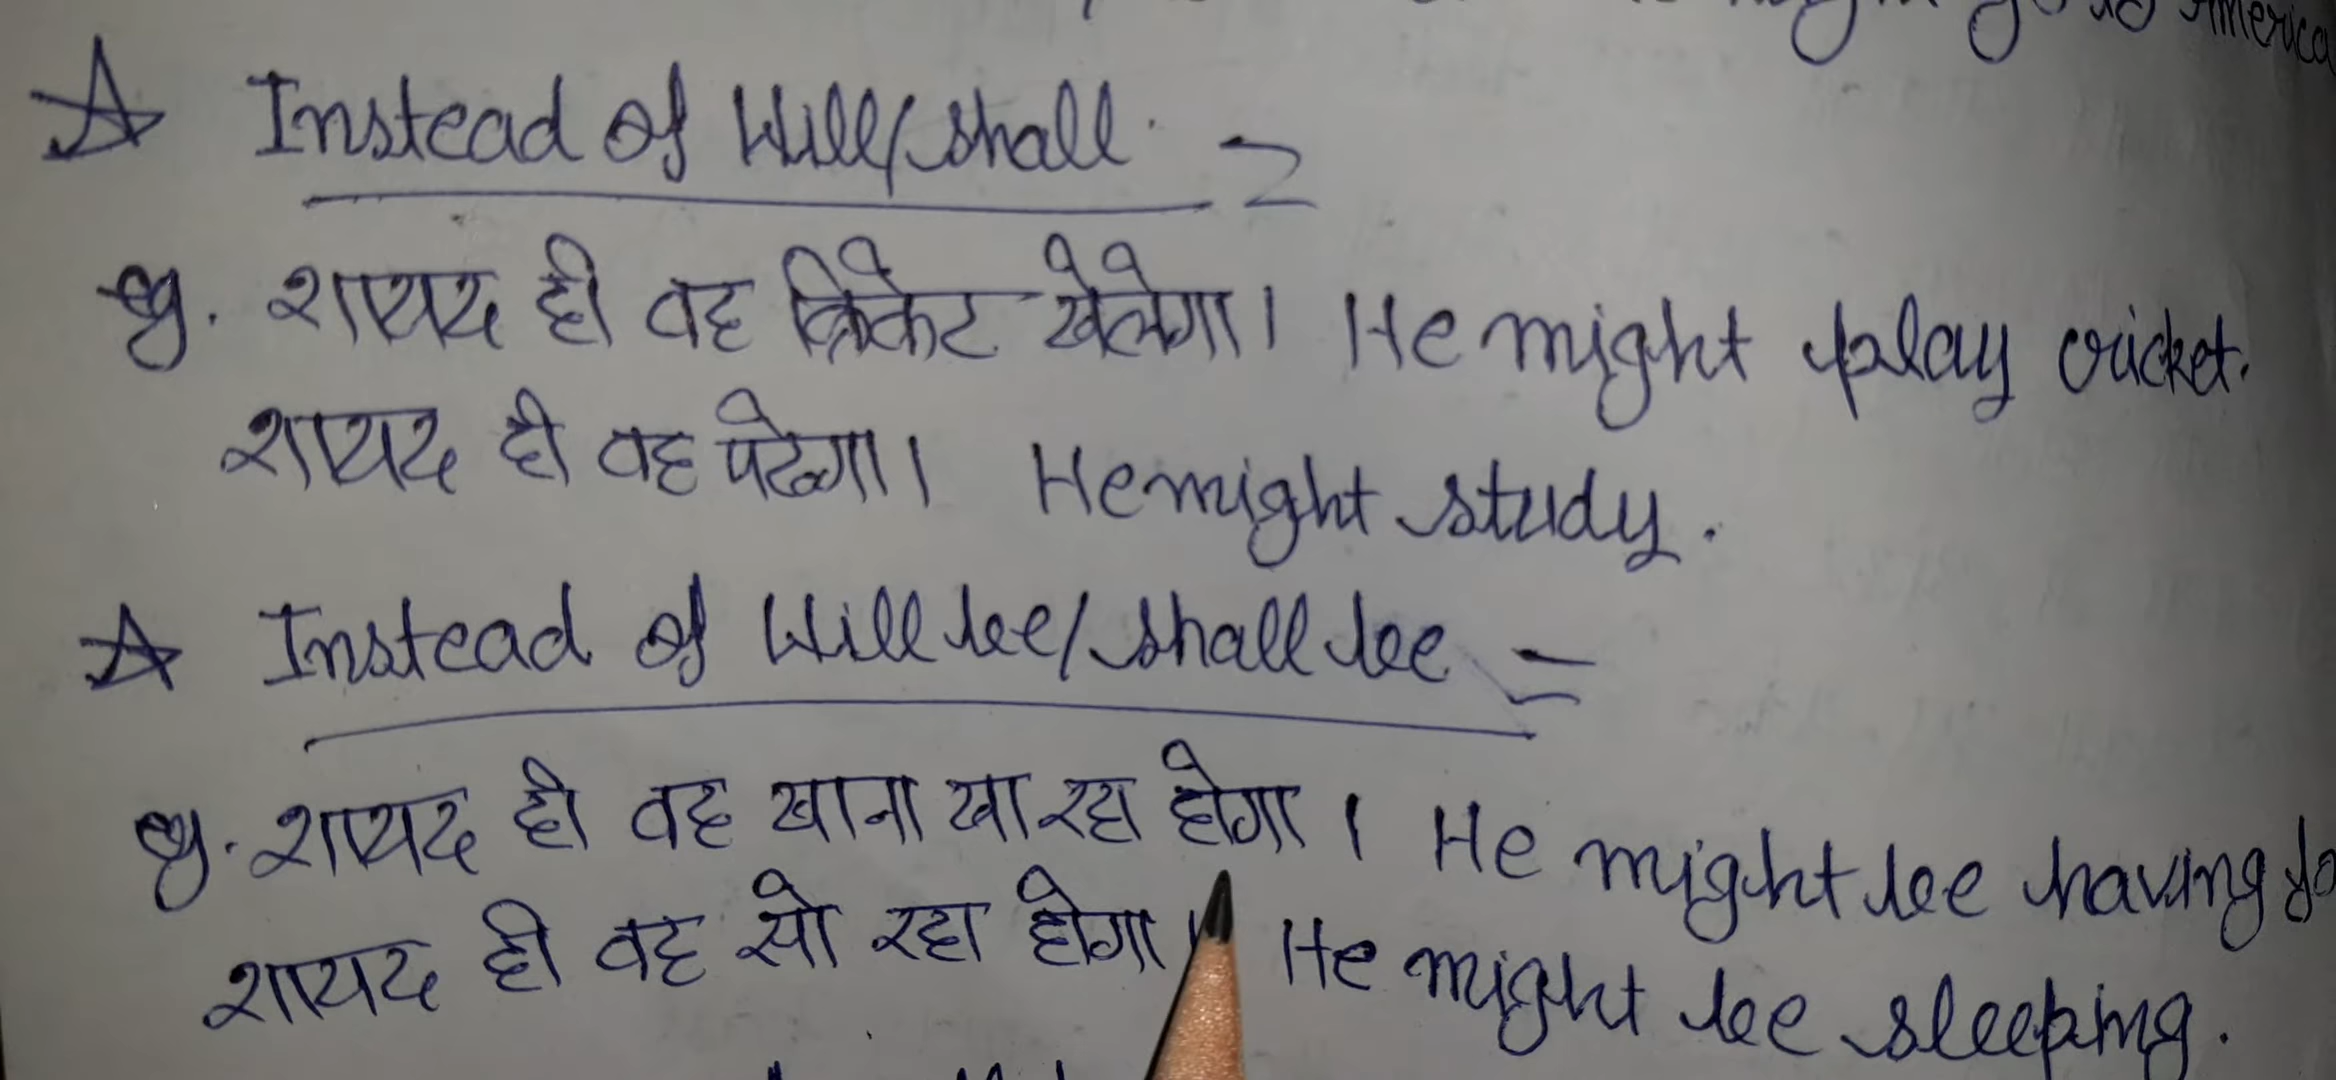 America
☆ Instead of Will/shall. =
eg. शायद ही वह क्रिकेट खेलेगा। He might play cricket.
शायद ही वह पढेगा। He might study.
☆ Instead of Will be/shall be =
eg. शायद ही वह खाना खा रहा होगा। He might be having fo
शायद ही वह सो रहा होगा। He might be sleeping.